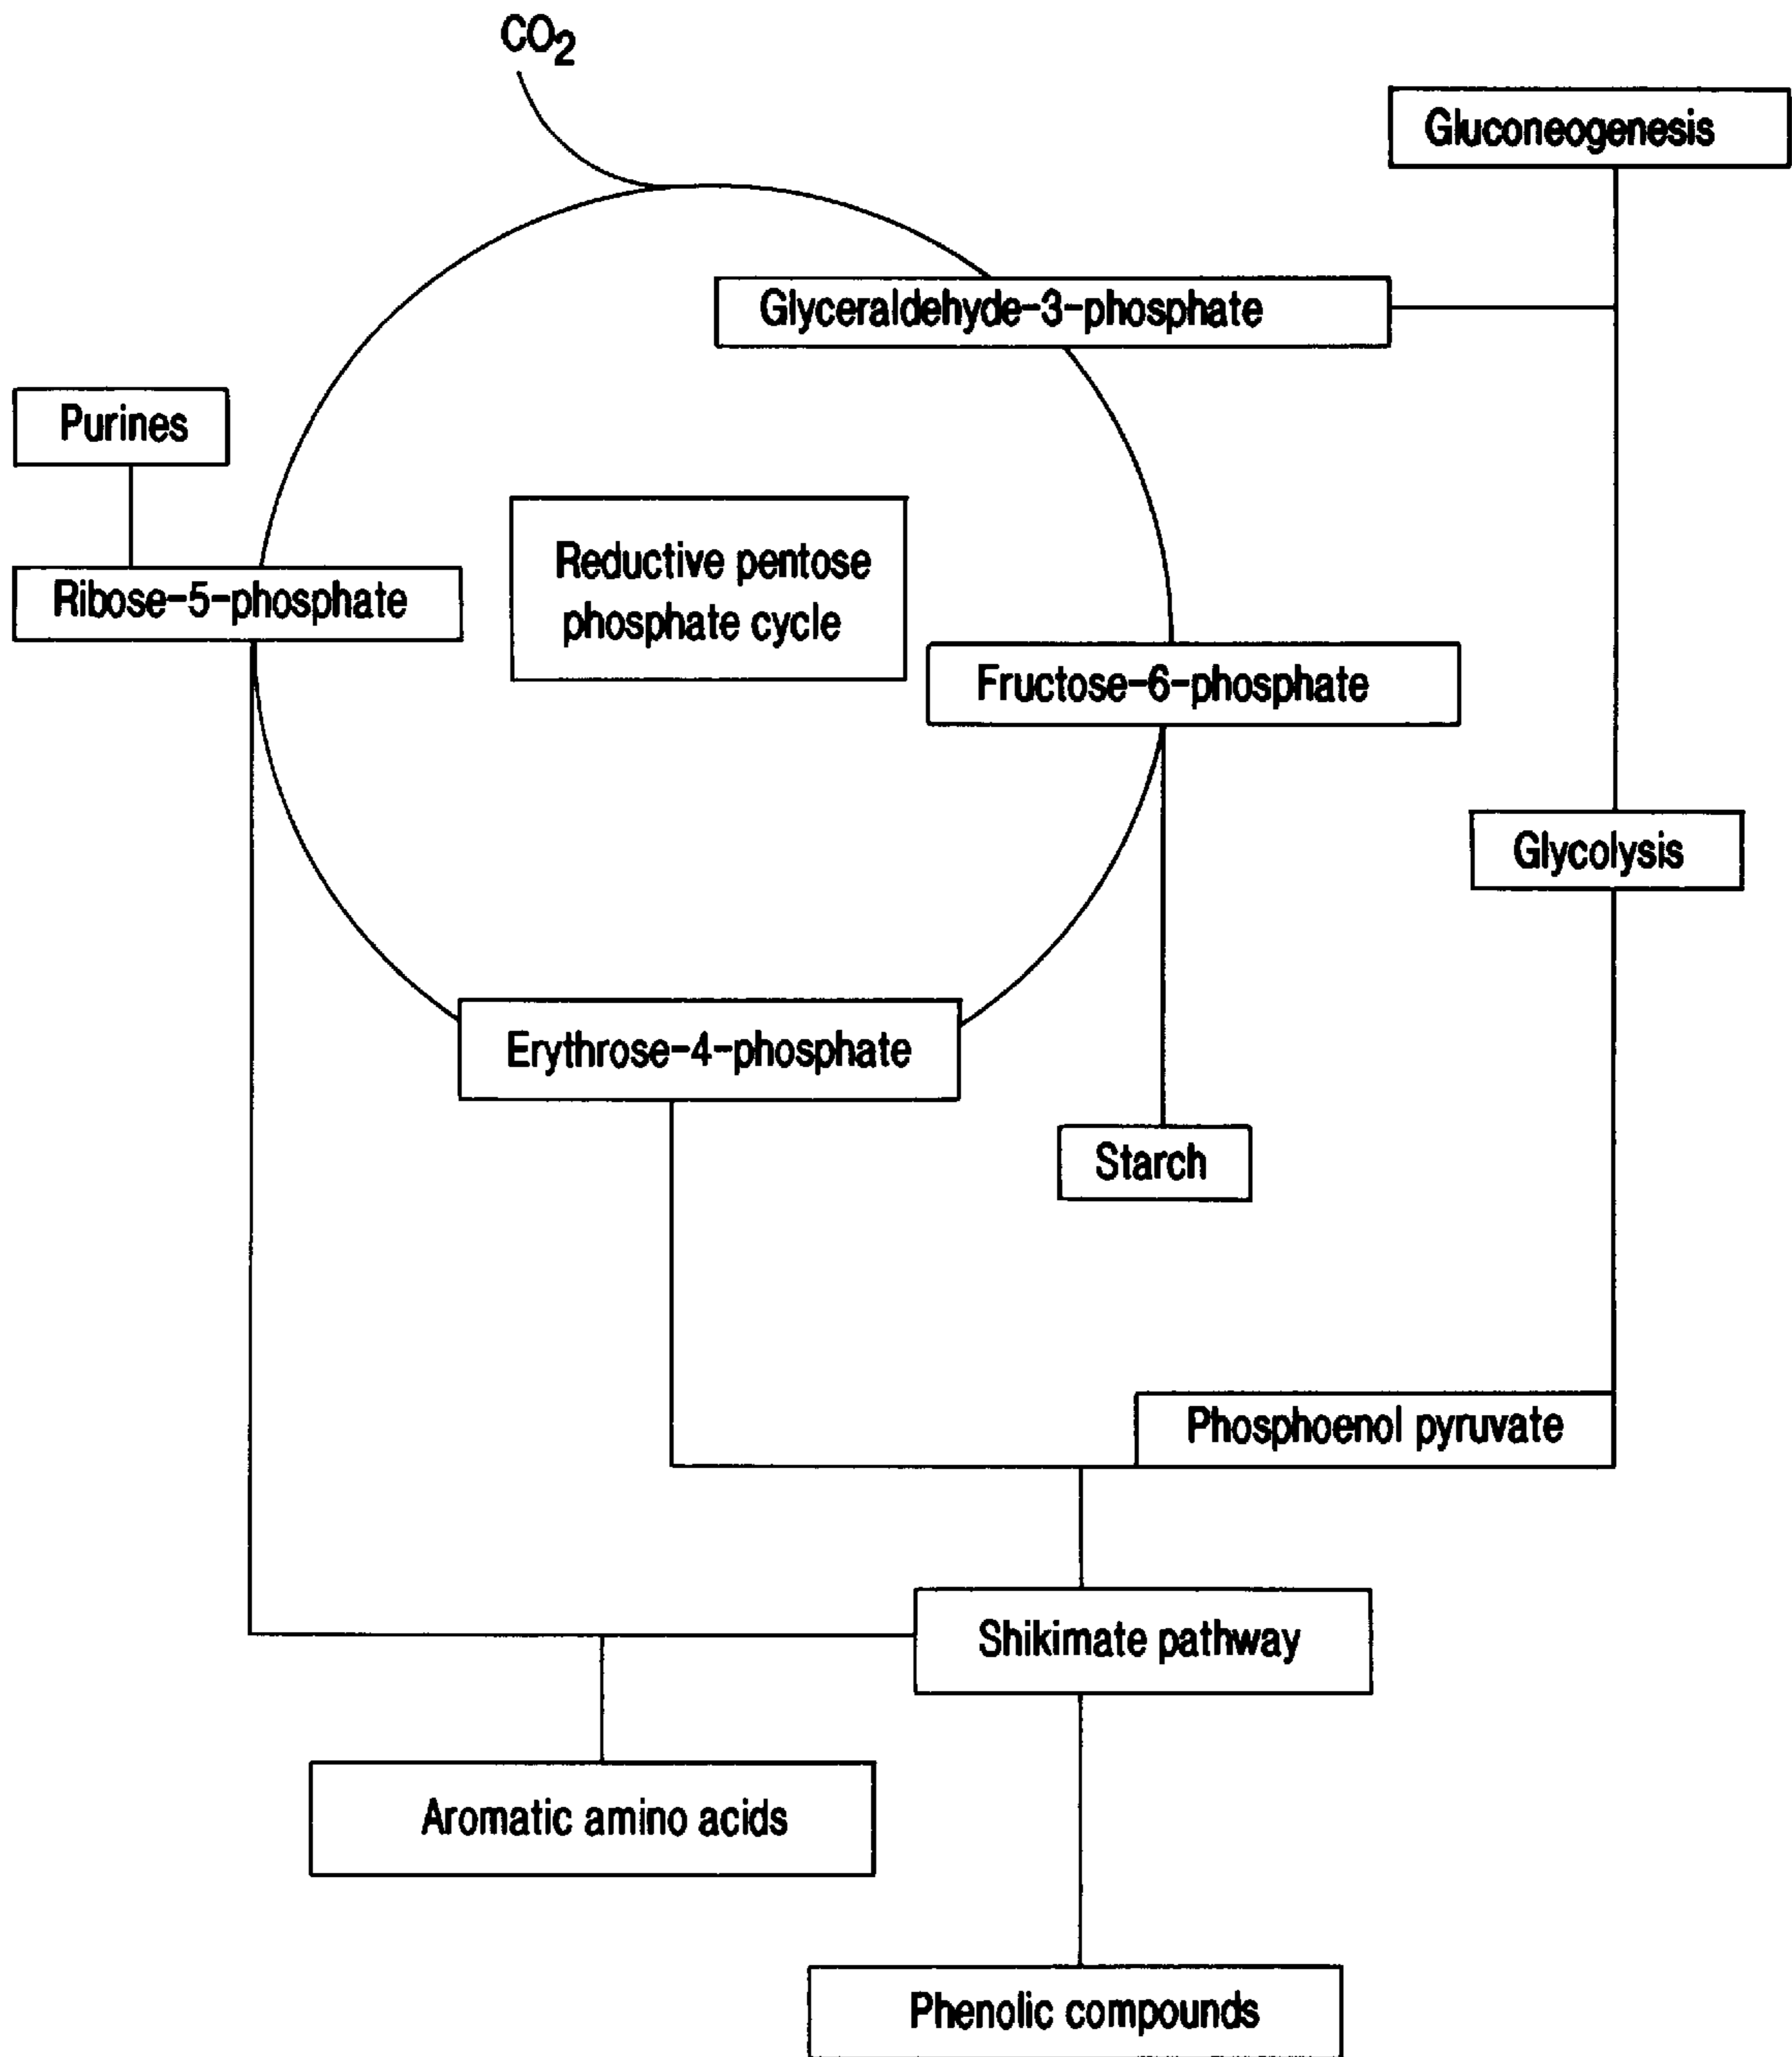 CO₂
Gluconeogenesis
Glyceraldehyde-3-phosphate
Purines
Reductive pentose
phosphate cycle
Ribose-5-phosphate
Fructose-6-phosphate
Glycolysis
Erythrose-4-phosphate
Starch
Phosphoenol pyruvate
Shikimate pathway
Aromatic amino acids
Phenolic compounds